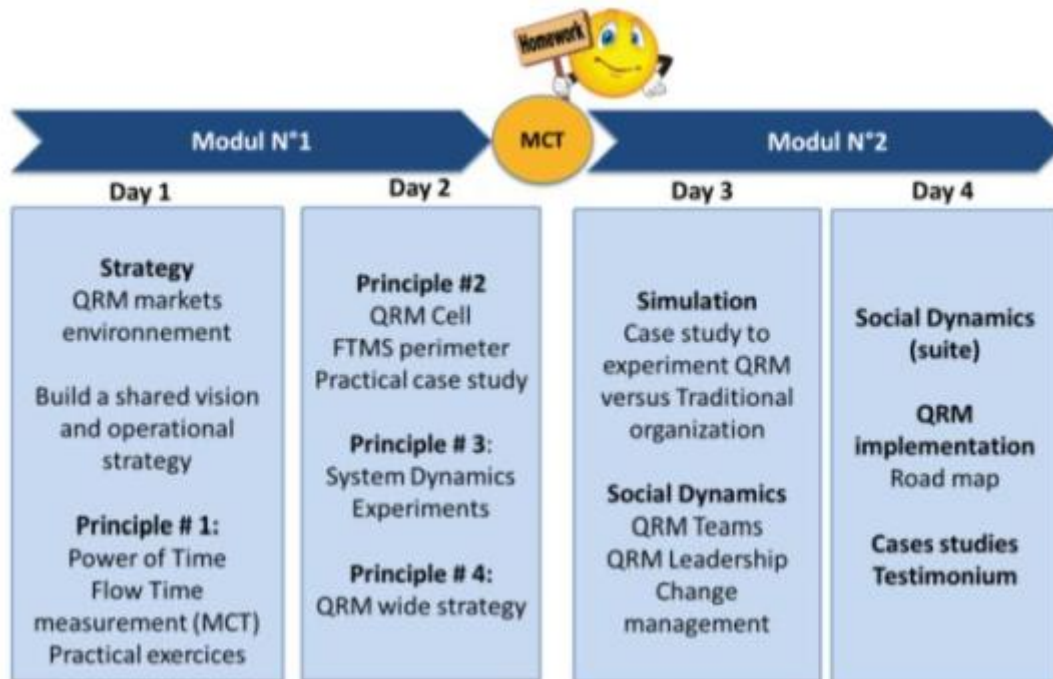 Homework
Modul N°1
MCT
Modul N°2
Day 1
Day 2
Day 3
Day 4
Strategy
QRM markets
environnement
Build a shared vision
and operational
strategy
Principle # 1:
Power of Time
Flow Time
measurement (MCT)
Practical exercices
Principle #2
QRM Cell
FTMS perimeter
Practical case study
Principle # 3:
System Dynamics
Experiments
Principle # 4:
QRM wide strategy
Simulation
Case study to
experiment QRM
versus Traditional
organization
Social Dynamics
QRM Teams
QRM Leadership
Change
management
Social Dynamics
(suite)
QRM
implementation
Road map
Cases studies
Testimonium